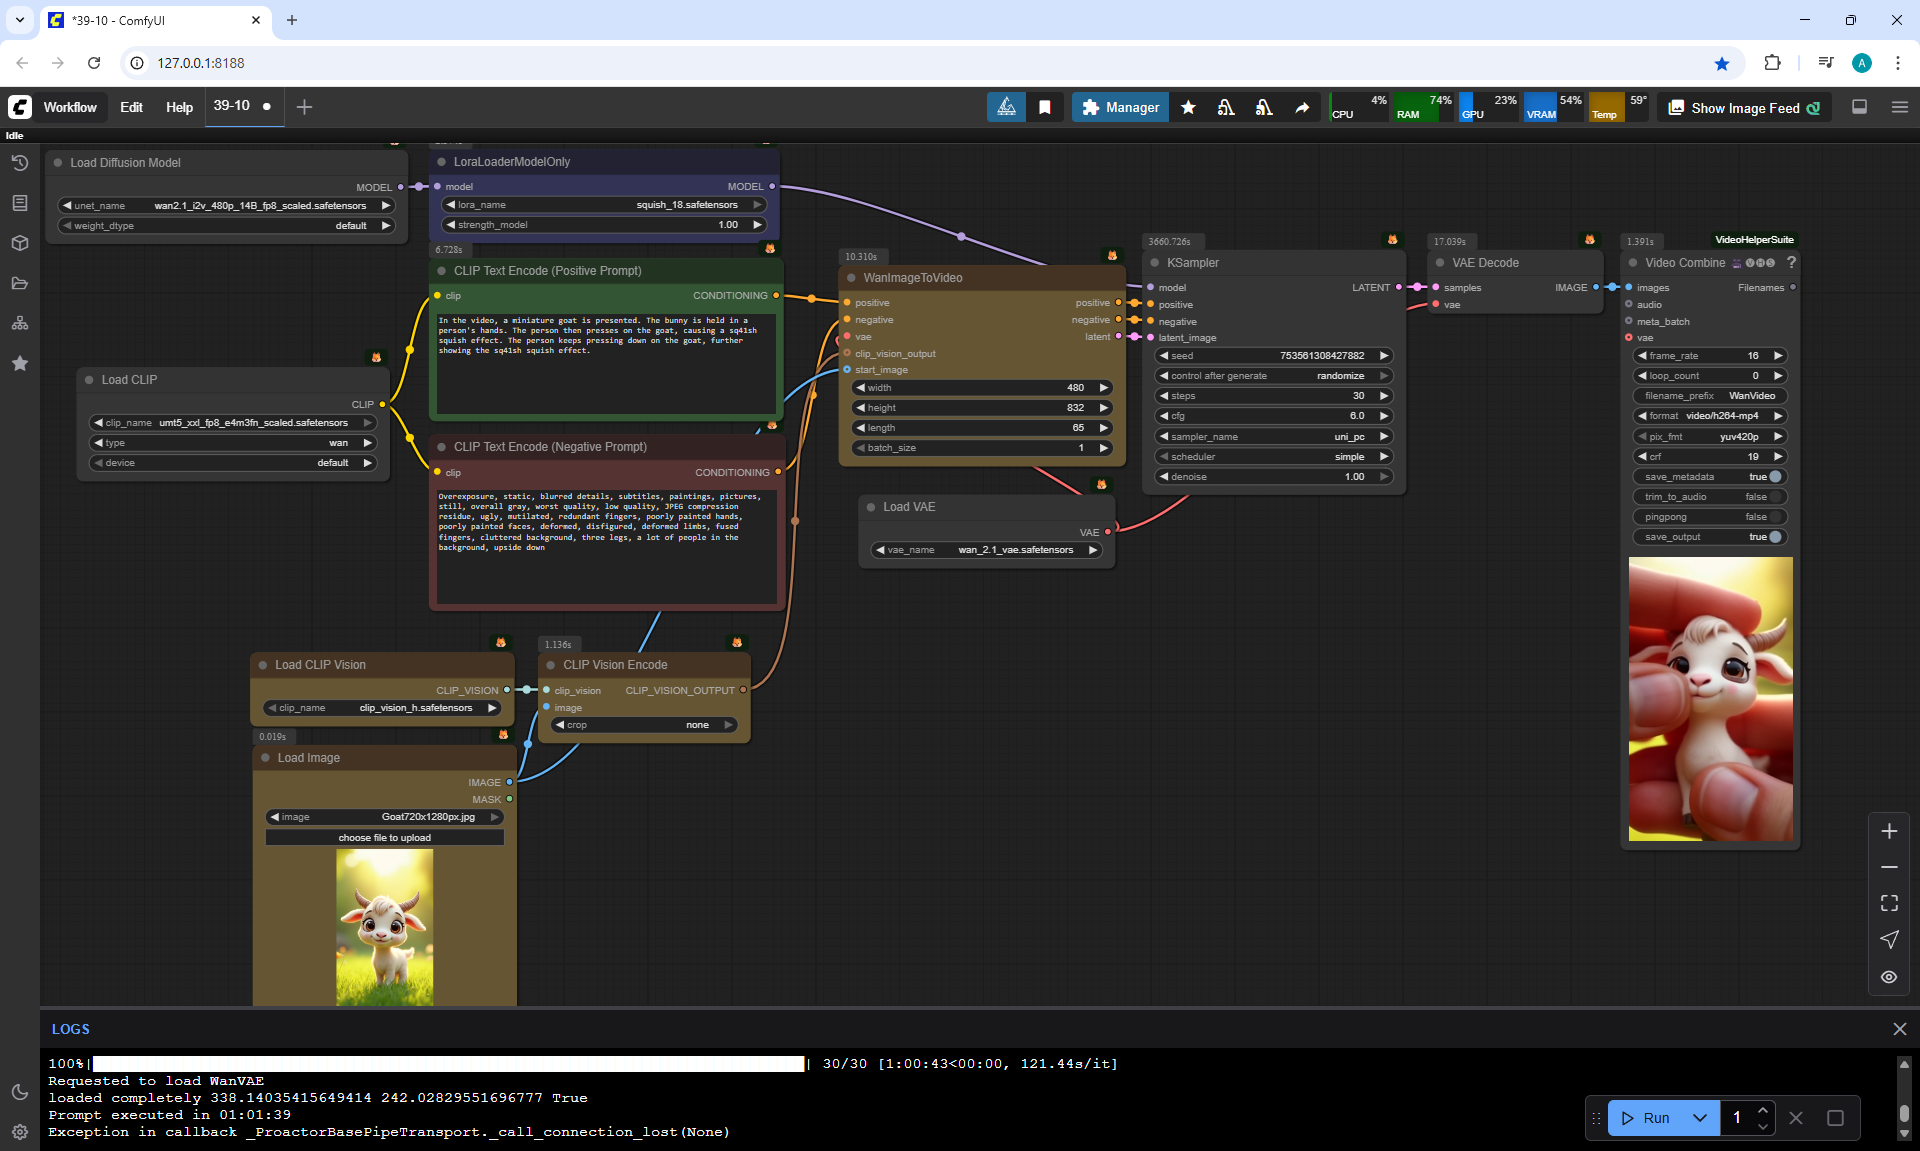 *39-10 - ComfyUI
127.0.0.1:8188
Workflow Edit Help 39-10
Manager
CPU 4% RAM 74% GPU 23% VRAM 54% Temp 59°
Show Image Feed
Idle
Load Diffusion Model
MODEL
unet_name wan2.1_i2v_480p_14B_fp8_scaled.safetensors
weight_dtype default
LoraLoaderModelOnly
model MODEL
lora_name squish_18.safetensors
strength_model 1.00
6.728s
CLIP Text Encode (Positive Prompt)
clip CONDITIONING
In the video, a miniature goat is presented. The bunny is held in a
person's hands. The person then presses on the goat, causing a sq41sh
squish effect. The person keeps pressing down on the goat, further
showing the sq41sh squish effect.
Load CLIP
CLIP
clip_name umt5_xxl_fp8_e4m3fn_scaled.safetensors
type wan
device default
CLIP Text Encode (Negative Prompt)
clip CONDITIONING
Overexposure, static, blurred details, subtitles, paintings, pictures,
still, overall gray, worst quality, low quality, JPEG compression
residue, ugly, mutilated, redundant fingers, poorly painted hands,
poorly painted faces, deformed, disfigured, deformed limbs, fused
fingers, cluttered background, three legs, a lot of people in the
background, upside down
10.310s
WanImageToVideo
positive positive
negative negative
vae latent
clip_vision_output
start_image
width 480
height 832
length 65
batch_size 1
Load VAE
VAE
vae_name wan_2.1_vae.safetensors
3660.726s
KSampler
model LATENT
positive
negative
latent_image
seed 753561308427882
control after generate randomize
steps 30
cfg 6.0
sampler_name uni_pc
scheduler simple
denoise 1.00
17.039s
VAE Decode
samples IMAGE
vae
1.391s VideoHelperSuite
Video Combine VHS ?
images Filenames
audio
meta_batch
vae
frame_rate 16
loop_count 0
filename_prefix WanVideo
format video/h264-mp4
pix_fmt yuv420p
crf 19
save_metadata true
trim_to_audio false
pingpong false
save_output true
Load CLIP Vision
CLIP_VISION
clip_name clip_vision_h.safetensors
1.136s
CLIP Vision Encode
clip_vision CLIP_VISION_OUTPUT
image
crop none
0.019s
Load Image
IMAGE
MASK
image Goat720x1280px.jpg
choose file to upload
LOGS
100%| | 30/30 [1:00:43<00:00, 121.44s/it]
Requested to load WanVAE
loaded completely 338.14035415649414 242.02829551696777 True
Prompt executed in 01:01:39
Exception in callback _ProactorBasePipeTransport._call_connection_lost(None)
Run 1
A